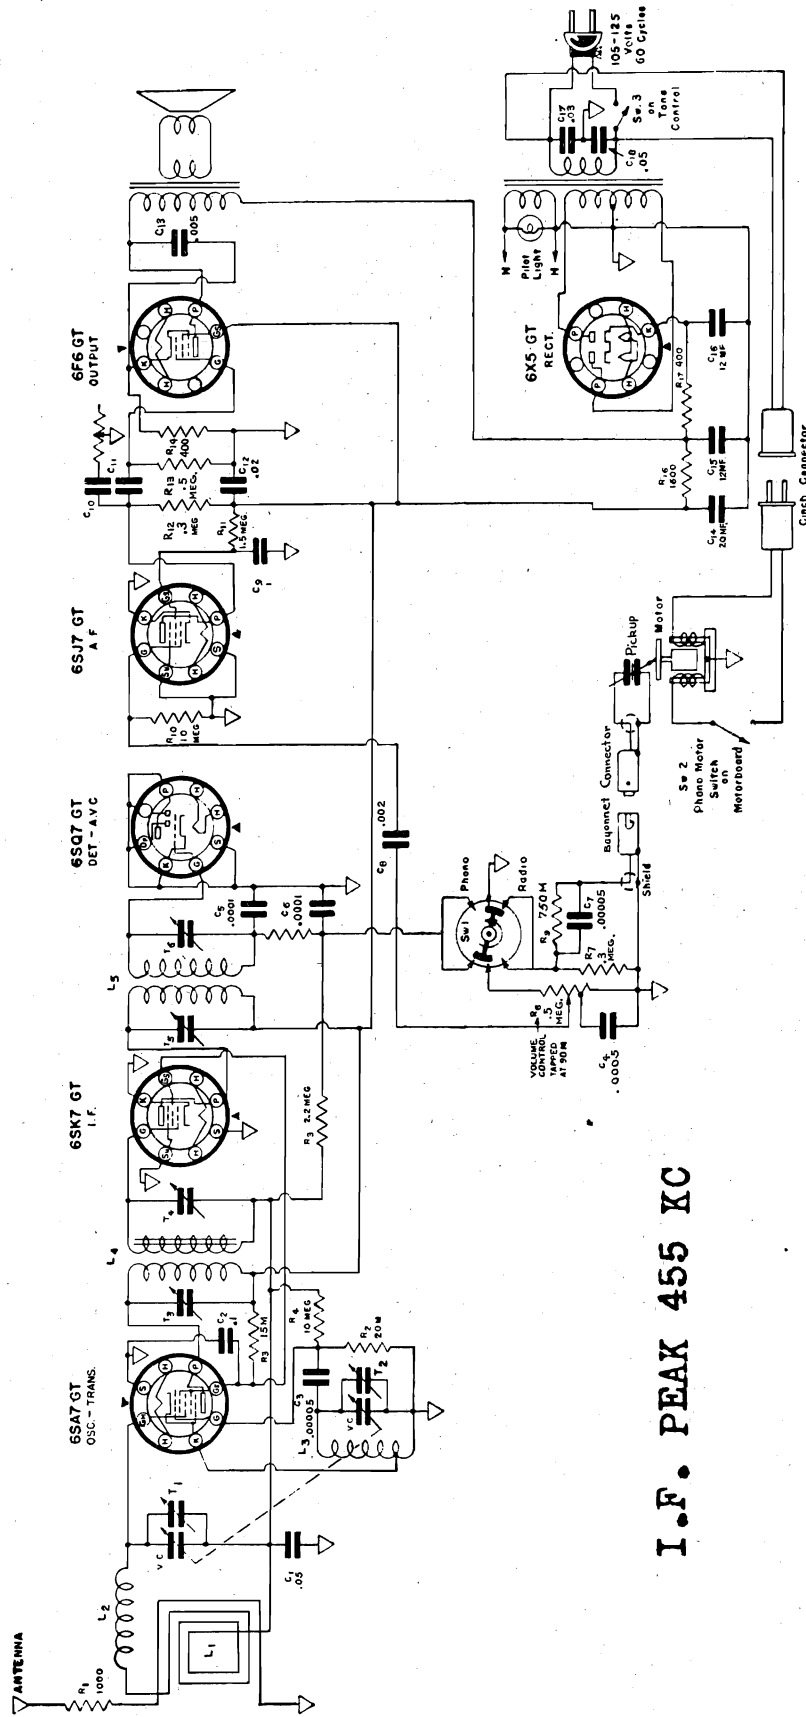 ANTENNA
R1
1000
L1
L2
VC
T1
C1
.05
6SA7 GT
OSC.-TRANS.
S
H
P
GS
G
K
H
T3
C2
.1
R3
15M
R4
10 MEG
C3
.00005
R2
20M
L3
VC
T2
L4
T4
6SK7 GT
I.F.
K
GS
H
P
S
H
G
R3 2.2 MEG
T5
L5
T6
C5
.0001
C6
.0001
6SQ7 GT
DET-A.V.C
P
H
H
S
G
K
R10
10
MEG
C8
.002
6SJ7 GT
A F
K
GS
H
P
S
H
G
C9
.1
R11
1.5 MEG.
R12
.3
MEG
R13
.5
MEG.
R14
400
C10
C11
C12
.02
6F6 GT
OUTPUT
K
H
P
GS
G
H
C13
.005
Sw1
Phono
Radio
VOLUME
CONTROL
TAPPED
AT 90M
R8
.5
MEG.
C4
.0005
R7
.3
MEG.
R9
750M
C7
.00005
Shield
Bayonnet Connector
Pickup
Motor
Sw 2
Phono Motor
Switch
on
Motorboard
Cinch Connector
6X5 GT
RECT.
P
P
H
H
K
R16
1600
R17 400
C14
20MF.
C15
12MF.
C16
12 MF
H
H
Pilot
Light
C17
.03
C18
.05
Sw. 3
on
Tone
Control
105-125
Volts
60 Cycles
I.F. PEAK 455 KC